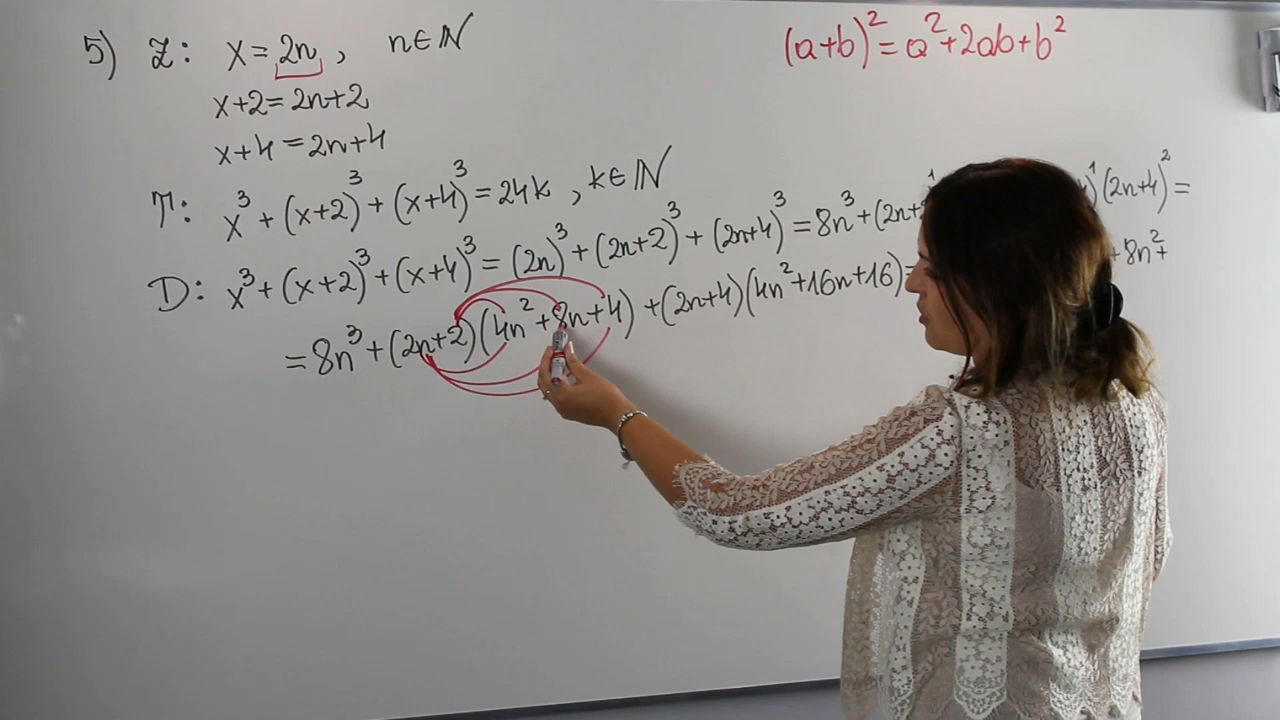 5) Z: x = 2n, n∈ℕ
(a+b)² = a² + 2ab + b²
x+2 = 2n+2
x+4 = 2n+4
T: x³ + (x+2)³ + (x+4)³ = 24k, k∈ℕ
D: x³ + (x+2)³ + (x+4)³ = (2n)³ + (2n+2)³ + (2n+4)³ = 8n³ + (2n+ )¹(2n+4)² =
= 8n³ + (2n+2)(4n² + 8n + 4) + (2n+4)(4n² + 16n + 16) = + 8n² +